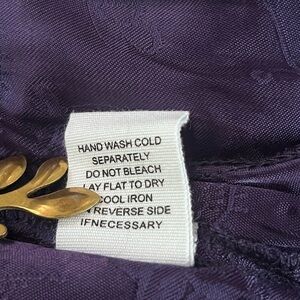 HAND WASH COLD
SEPARATELY
DO NOT BLEACH
LAY FLAT TO DRY
COOL IRON
REVERSE SIDE
IFNECESSARY